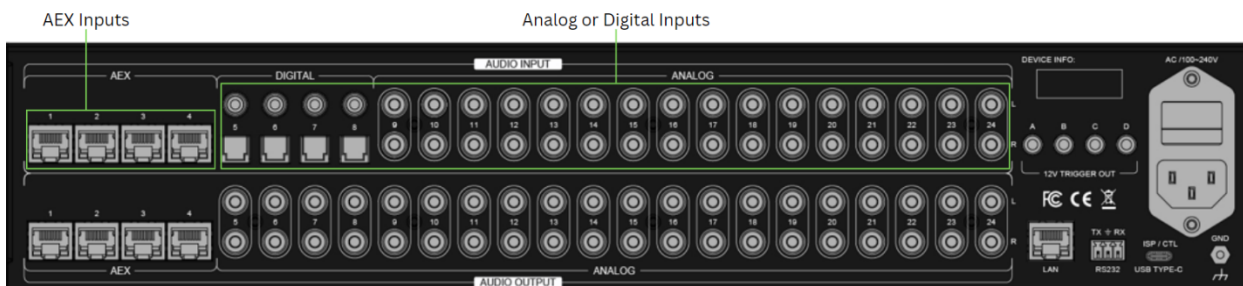 AEX Inputs
Analog or Digital Inputs
AUDIO INPUT
AEX
DIGITAL
ANALOG
1 2 3 4
5 6 7 8 9 10 11 12 13 14 15 16 17 18 19 20 21 22 23 24
L
R
1 2 3 4
5 6 7 8 9 10 11 12 13 14 15 16 17 18 19 20 21 22 23 24
L
R
AEX
ANALOG
AUDIO OUTPUT
DEVICE INFO:
A B C D
12V TRIGGER OUT
FC CE
LAN
TX RX
RS232
ISP / CTL
USB TYPE-C
AC /100~240V
GND